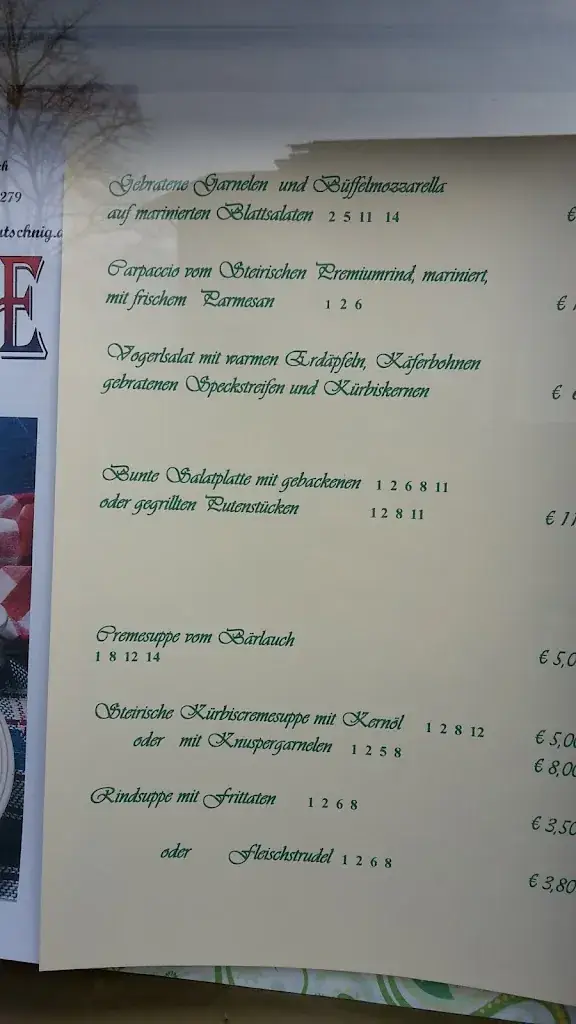 279
E
Gebratene Garnelen und Büffelmozzarella
auf marinierten Blattsalaten 2 5 11 14
€
Carpaccio vom Steirischen Premiumrind, mariniert,
mit frischem Parmesan 1 2 6
€
Vogerlsalat mit warmen Erdäpfeln, Käferbohnen
gebratenen Speckstreifen und Kürbiskernen
€
Bunte Salatplatte mit gebackenen 1 2 6 8 11
oder gegrillten Putenstücken 1 2 8 11
€ 11
Cremesuppe vom Bärlauch
1 8 12 14
€ 5,0
Steirische Kürbiscremesuppe mit Kernöl 1 2 8 12
€ 5,00
oder mit Knuspergarnelen 1 2 5 8
€ 8,00
Rindsuppe mit Frittaten 1 2 6 8
€ 3,50
oder Fleischstrudel 1 2 6 8
€ 3,80